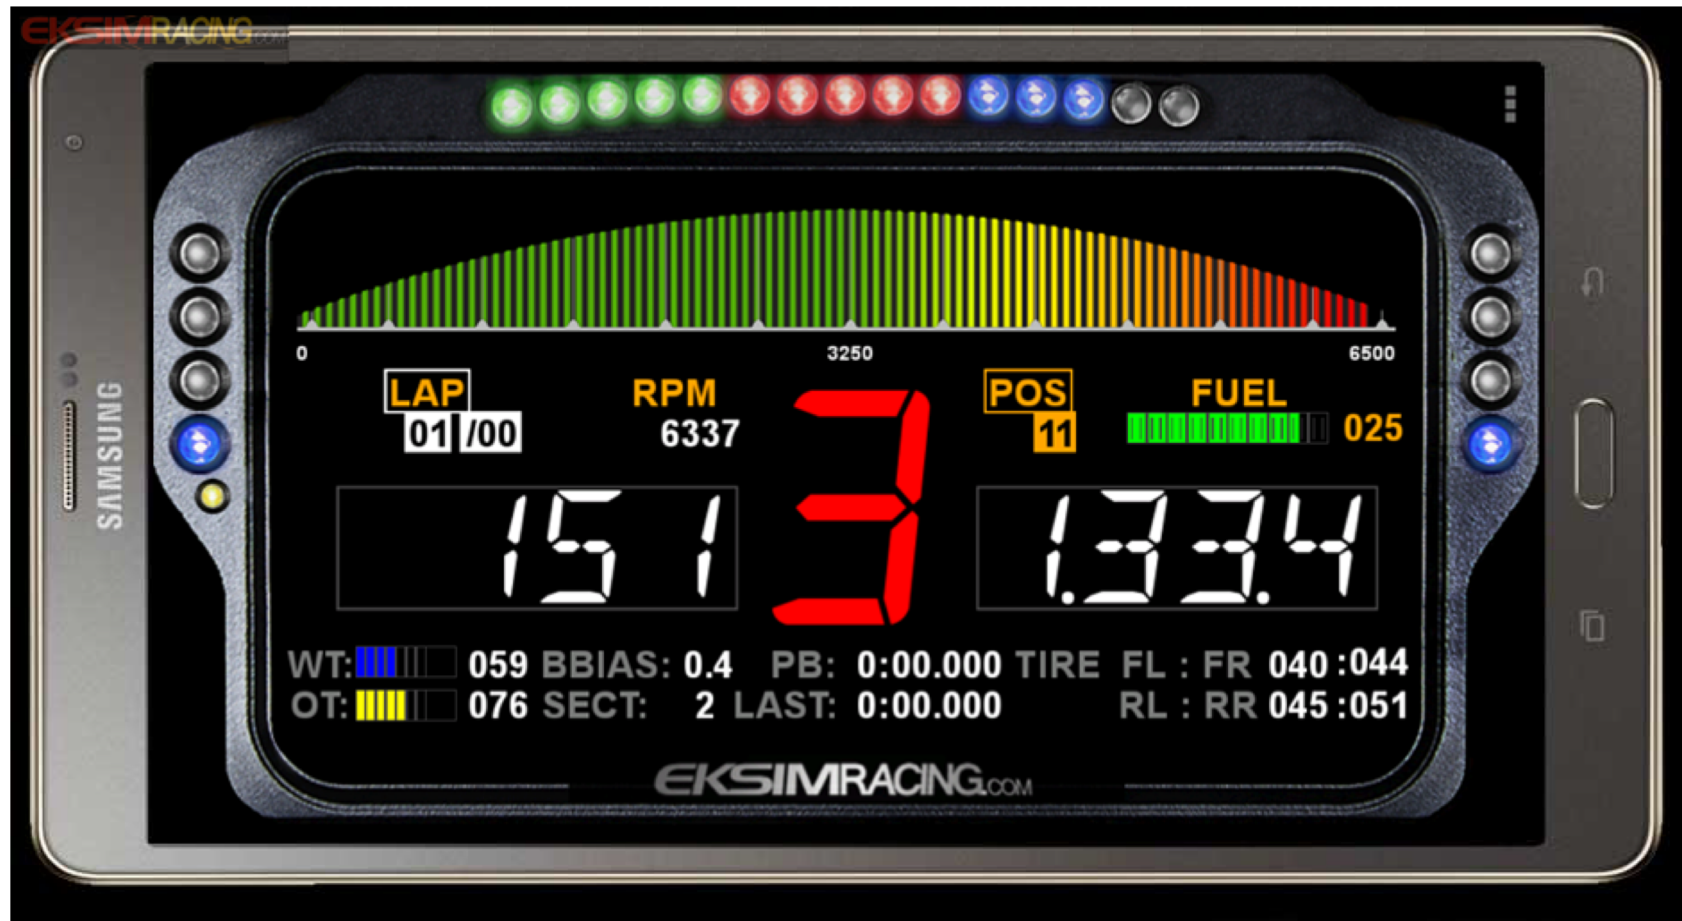 EKSIMRACING.COM
SAMSUNG
0 3250 6500
LAP RPM POS FUEL
01 /00 6337 3 11 025
151 1.33.4
WT: 059 BBIAS: 0.4 PB: 0:00.000 TIRE FL : FR 040 :044
OT: 076 SECT: 2 LAST: 0:00.000 RL : RR 045 :051
EKSIMRACING.COM